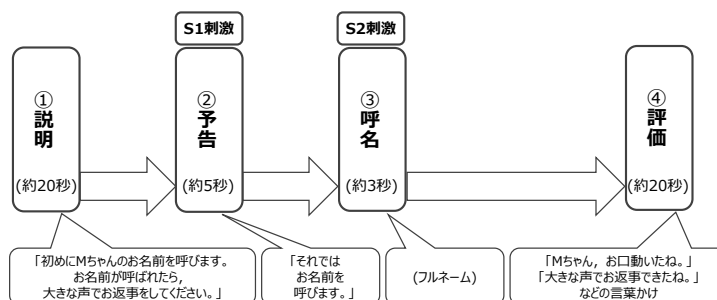 S1刺激
S2刺激
①説明
(約20秒)
②予告
(約5秒)
③呼名
(約3秒)
④評価
(約20秒)
「初めにMちゃんのお名前を呼びます。
お名前が呼ばれたら，
大きな声でお返事をしてください。」
「それでは
お名前を
呼びます。」
(フルネーム)
「Mちゃん，お口動いたね。」
「大きな声でお返事できたね。」
などの言葉かけ